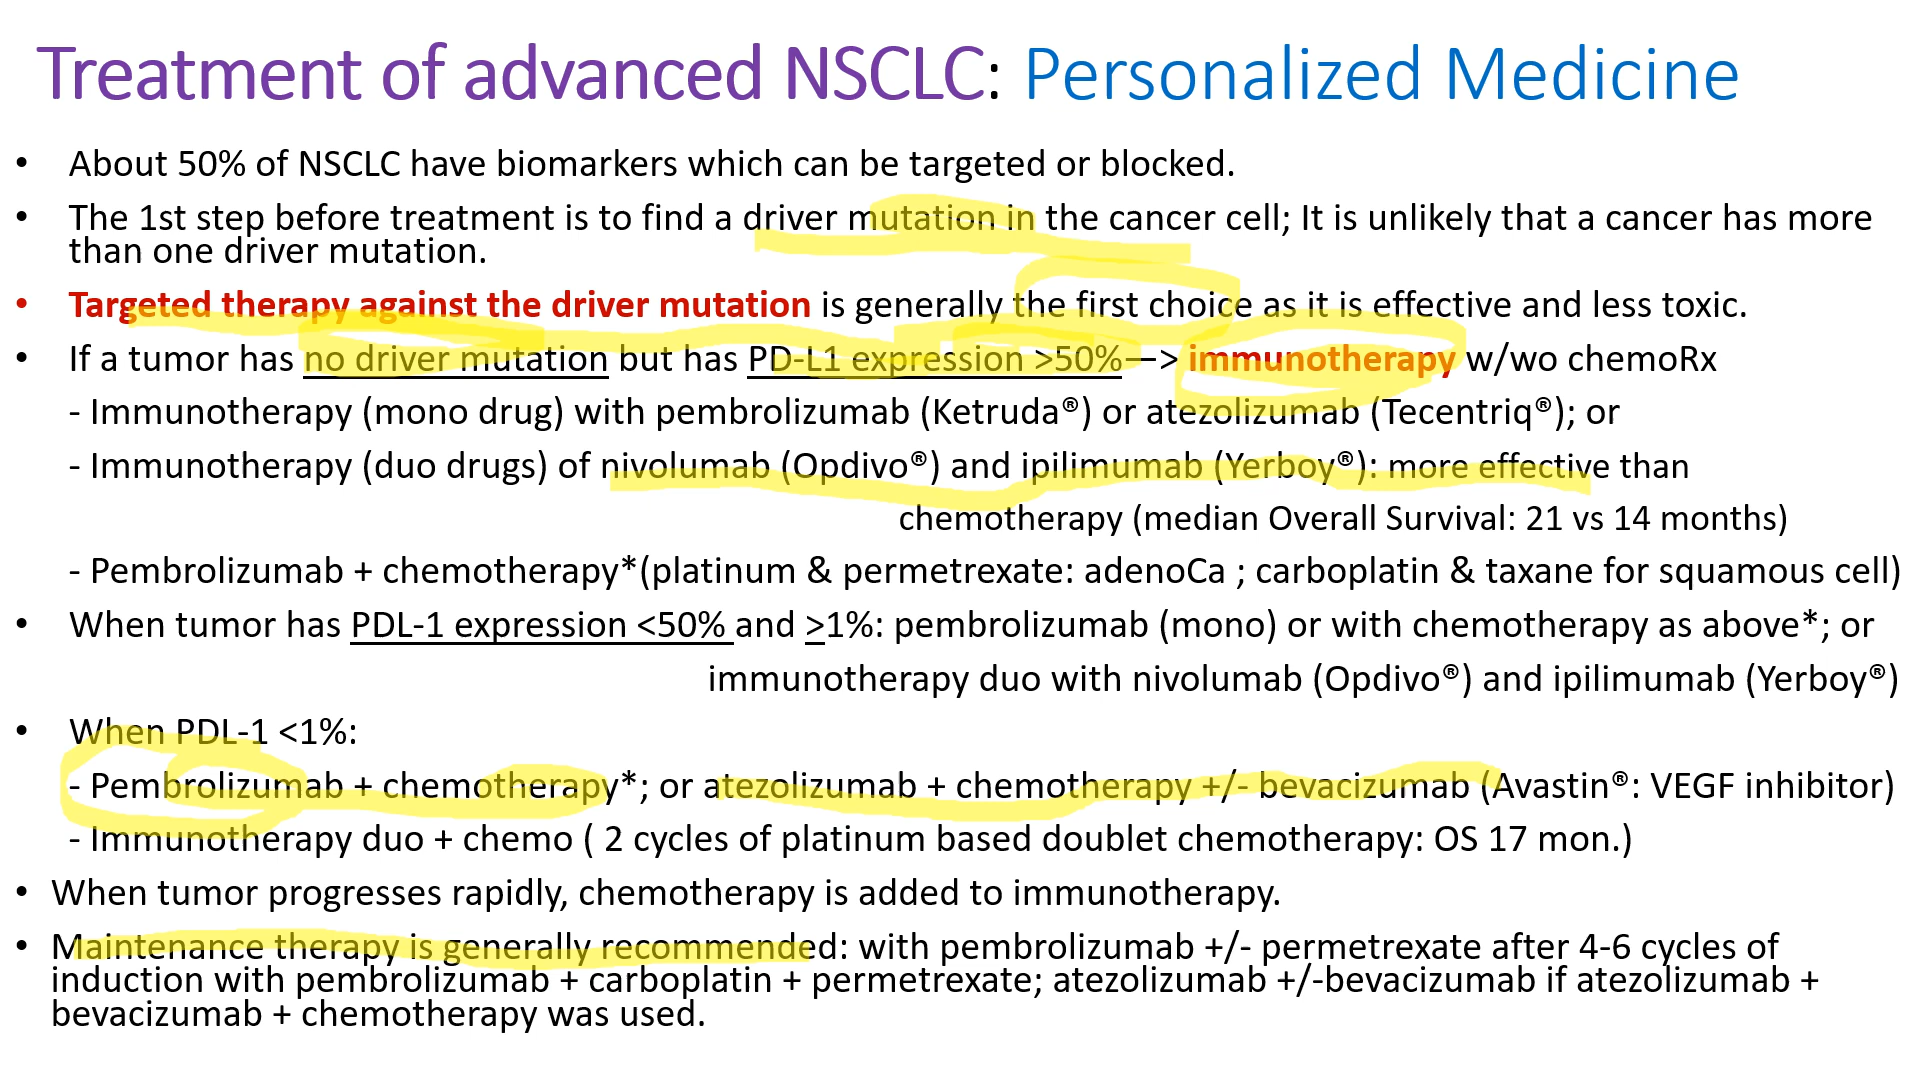 Treatment of advanced NSCLC: Personalized Medicine
• About 50% of NSCLC have biomarkers which can be targeted or blocked.
• The 1st step before treatment is to find a driver mutation in the cancer cell; It is unlikely that a cancer has more
than one driver mutation.
• Targeted therapy against the driver mutation is generally the first choice as it is effective and less toxic.
• If a tumor has no driver mutation but has PD-L1 expression >50%—> immunotherapy w/wo chemoRx
- Immunotherapy (mono drug) with pembrolizumab (Ketruda®) or atezolizumab (Tecentriq®); or
- Immunotherapy (duo drugs) of nivolumab (Opdivo®) and ipilimumab (Yerboy®): more effective than
chemotherapy (median Overall Survival: 21 vs 14 months)
- Pembrolizumab + chemotherapy*(platinum & permetrexate: adenoCa ; carboplatin & taxane for squamous cell)
• When tumor has PDL-1 expression <50% and >1%: pembrolizumab (mono) or with chemotherapy as above*; or
immunotherapy duo with nivolumab (Opdivo®) and ipilimumab (Yerboy®)
• When PDL-1 <1%:
- Pembrolizumab + chemotherapy*; or atezolizumab + chemotherapy +/- bevacizumab (Avastin®: VEGF inhibitor)
- Immunotherapy duo + chemo ( 2 cycles of platinum based doublet chemotherapy: OS 17 mon.)
• When tumor progresses rapidly, chemotherapy is added to immunotherapy.
• Maintenance therapy is generally recommended: with pembrolizumab +/- permetrexate after 4-6 cycles of
induction with pembrolizumab + carboplatin + permetrexate; atezolizumab +/-bevacizumab if atezolizumab +
bevacizumab + chemotherapy was used.